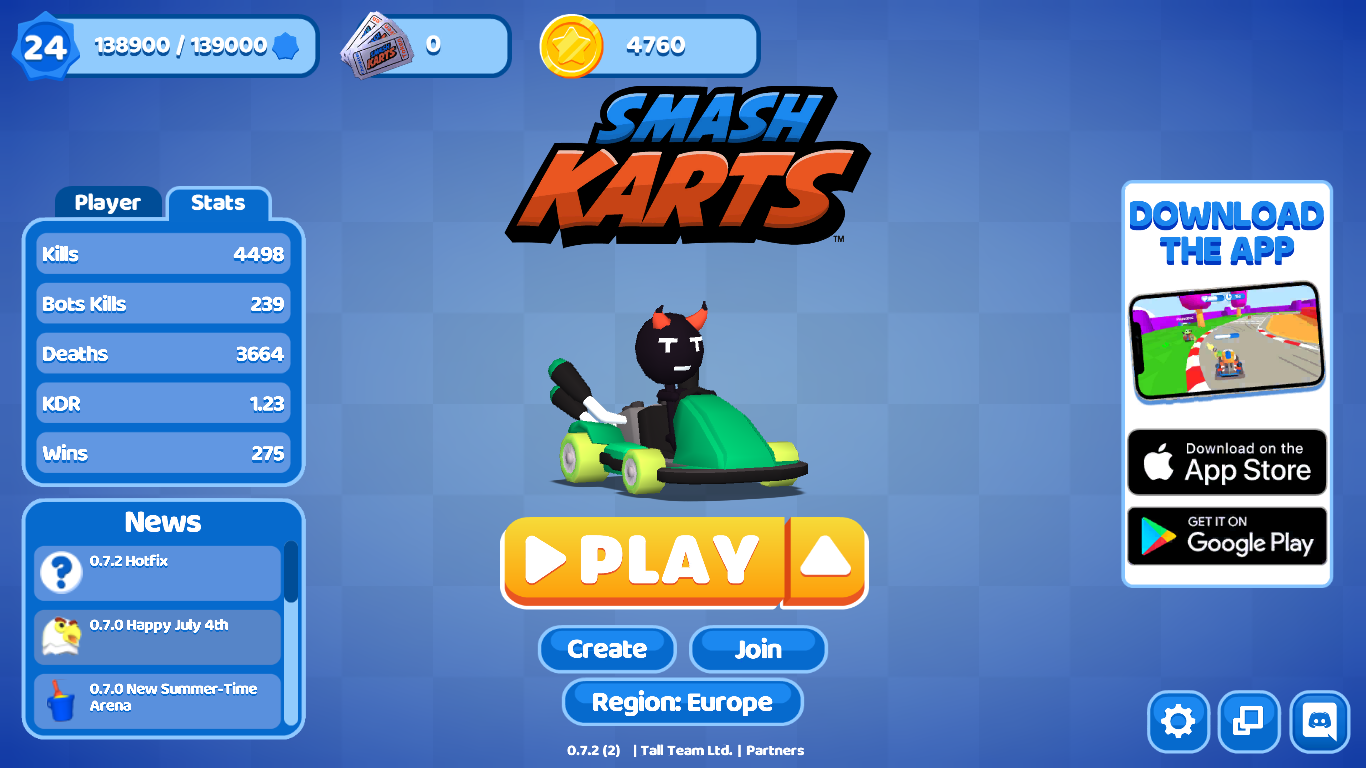 24
138900 / 139000
0
4760
SMASH
KARTS
TM
Player
Stats
Kills 4498
Bots Kills 239
Deaths 3664
KDR 1.23
Wins 275
News
0.7.2 Hotfix
0.7.0 Happy July 4th
0.7.0 New Summer-Time
Arena
PLAY
Create
Join
Region: Europe
0.7.2 (2) | Tall Team Ltd. | Partners
DOWNLOAD
THE APP
Download on the
App Store
GET IT ON
Google Play